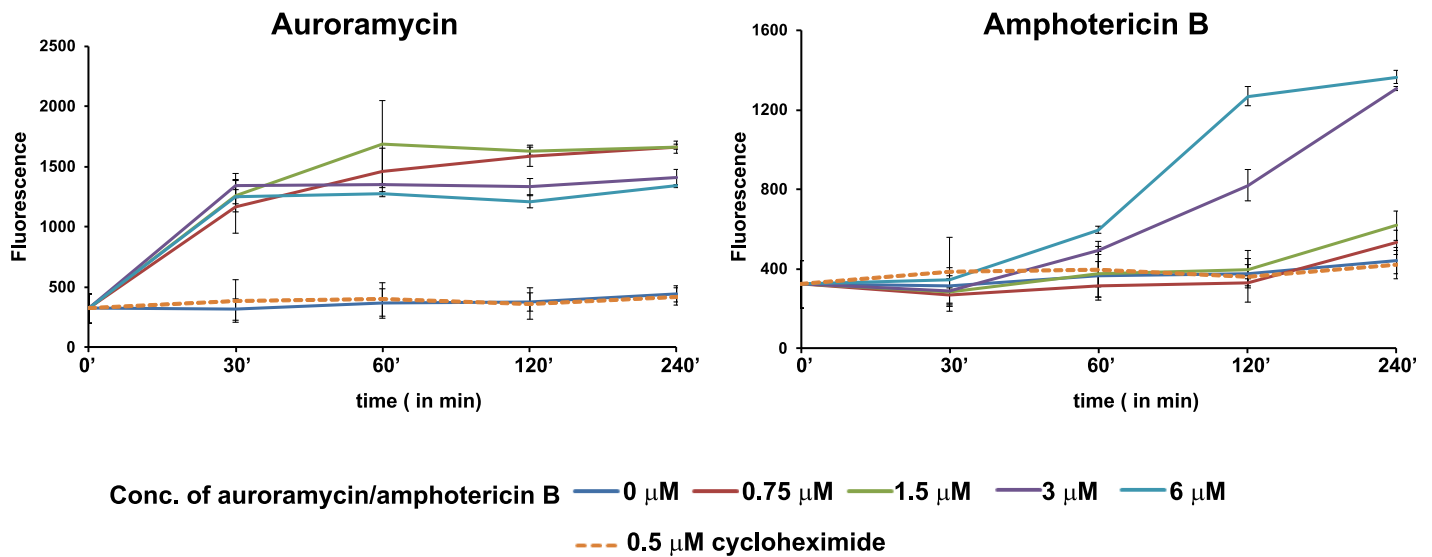 Auroramycin
2500
2000
1500
1000
500
0
Fluorescence
0’ 30’ 60’ 120’ 240’
time ( in min)
Amphotericin B
1600
1200
800
400
0
Fluorescence
0’ 30’ 60’ 120’ 240’
time ( in min)
Conc. of auroramycin/amphotericin B 0 μM 0.75 μM 1.5 μM 3 μM 6 μM
0.5 μM cycloheximide